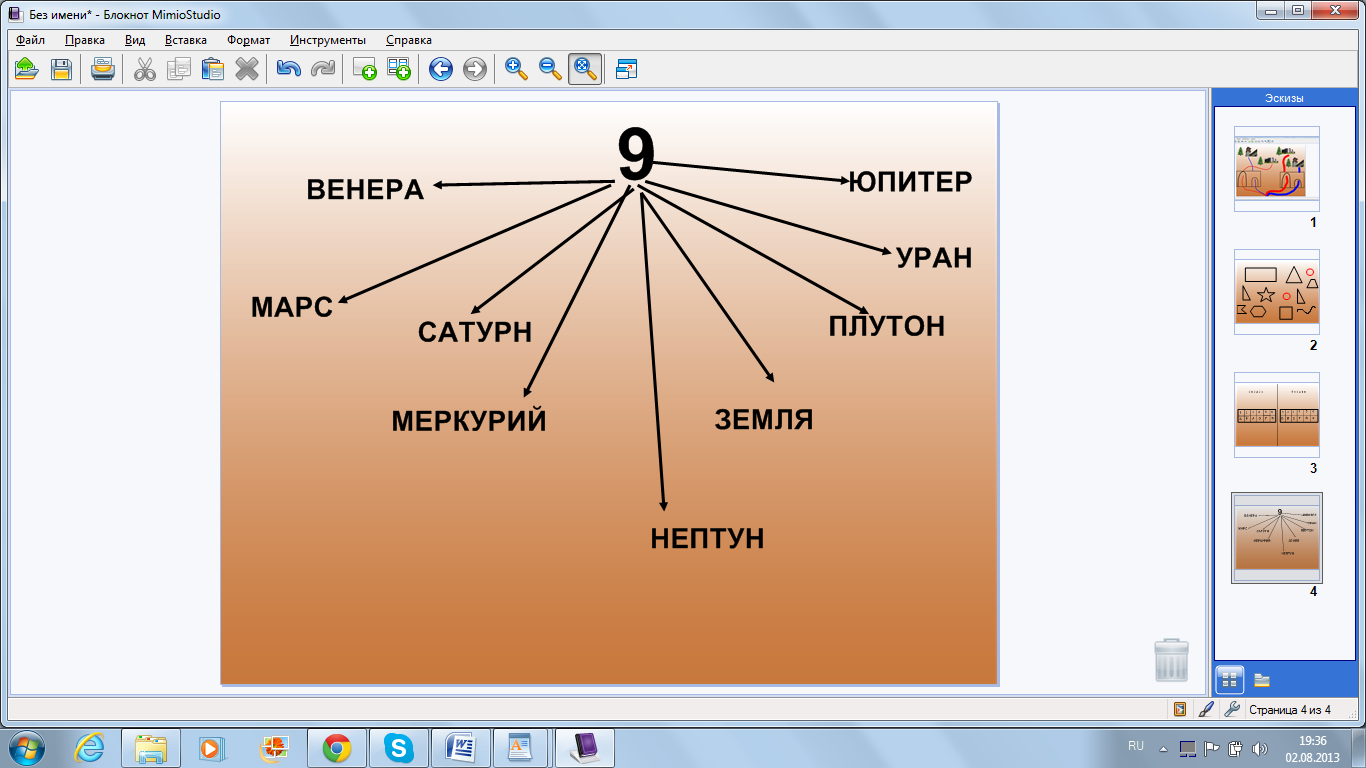 Без имени* - Блокнот MimioStudio
Файл Правка Вид Вставка Формат Инструменты Справка
Эскизы
9
ВЕНЕРА
ЮПИТЕР
УРАН
МАРС
САТУРН
ПЛУТОН
МЕРКУРИЙ
ЗЕМЛЯ
НЕПТУН
1
2
3
4
Страница 4 из 4
RU
19:36
02.08.2013